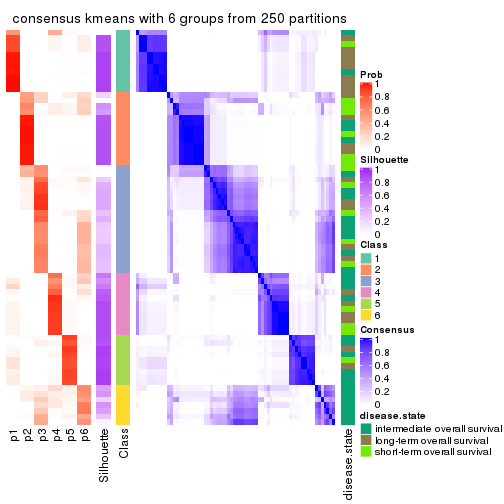 consensus kmeans with 6 groups from 250 partitions
Prob
1
0.8
0.6
0.4
0.2
0
Silhouette
1
0.8
0.6
0.4
0.2
0
Class
1
2
3
4
5
6
Consensus
1
0.8
0.6
0.4
0.2
0
disease.state
intermediate overall survival
long-term overall survival
short-term overall survival
p1
p2
p3
p4
p5
p6
Silhouette
Class
disease.state